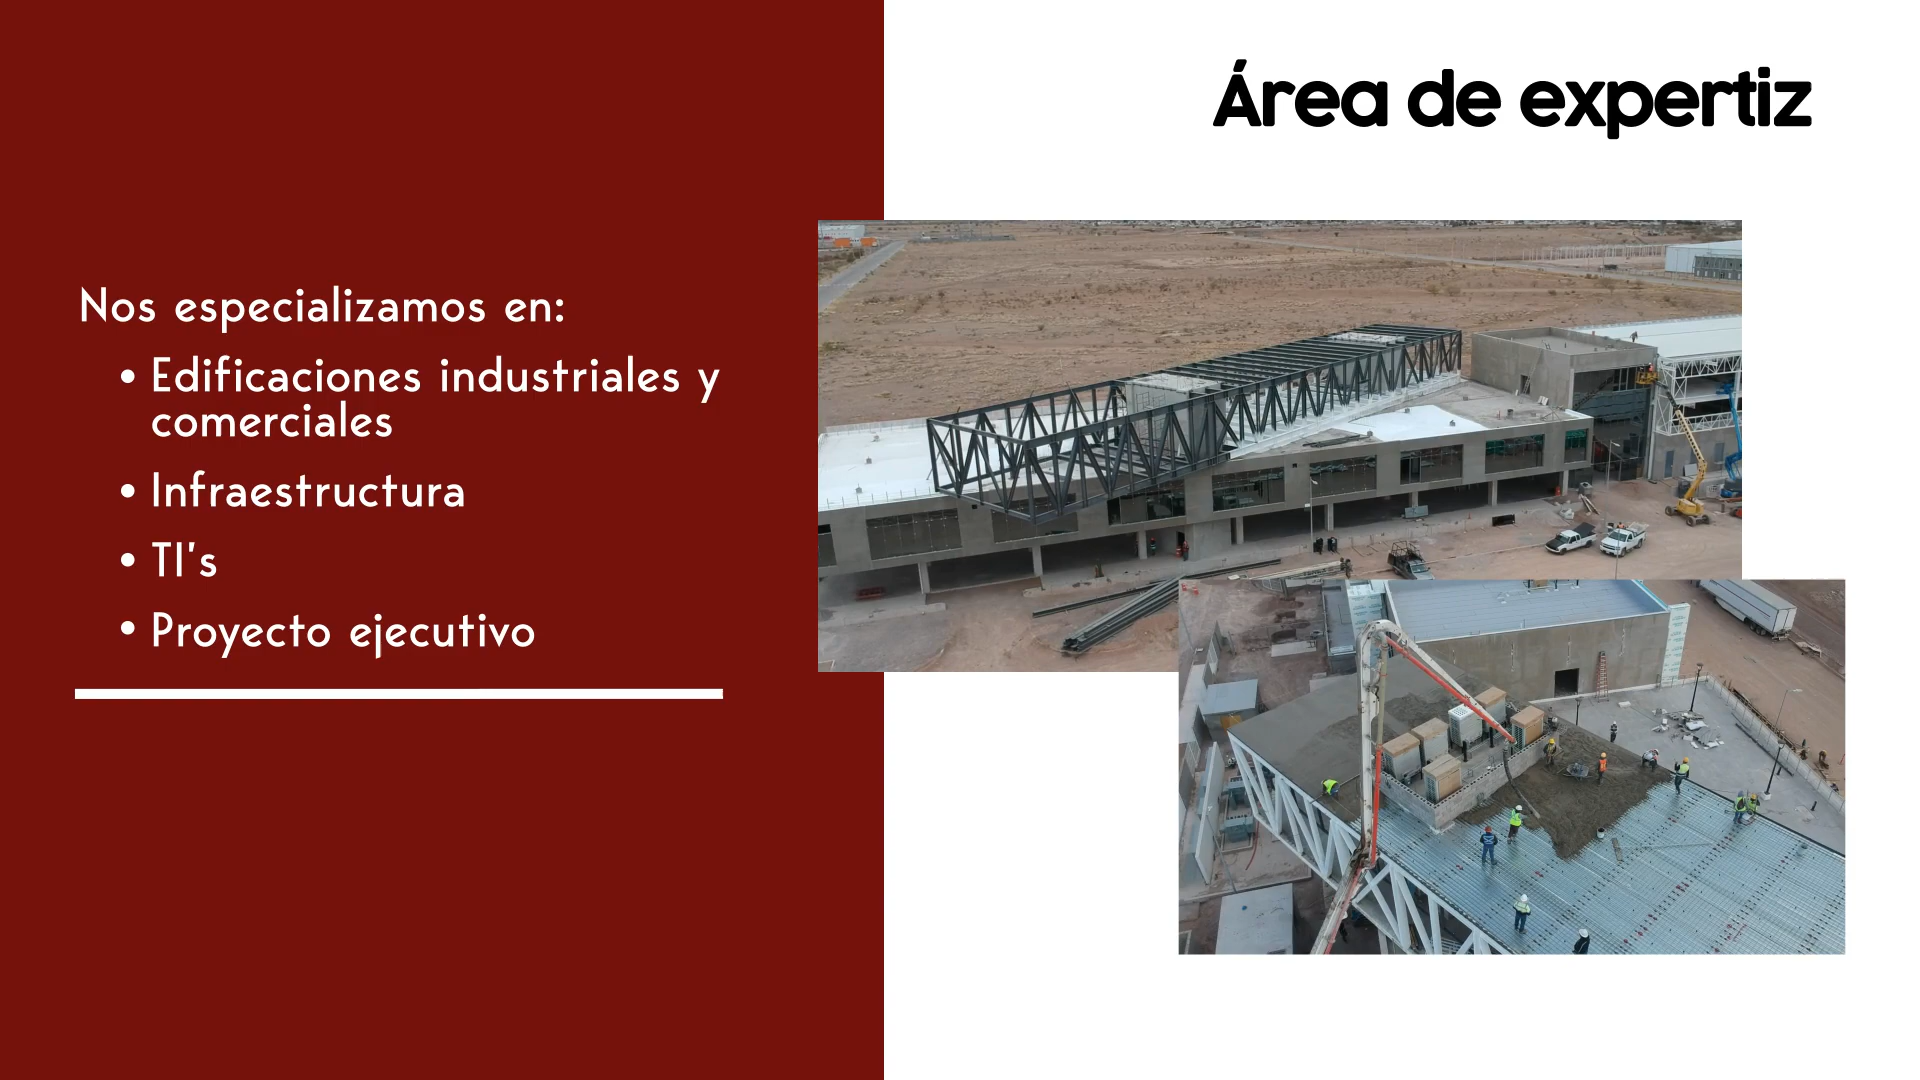 Área de expertiz
Nos especializamos en:
• Edificaciones industriales y
comerciales
• Infraestructura
• TI's
• Proyecto ejecutivo